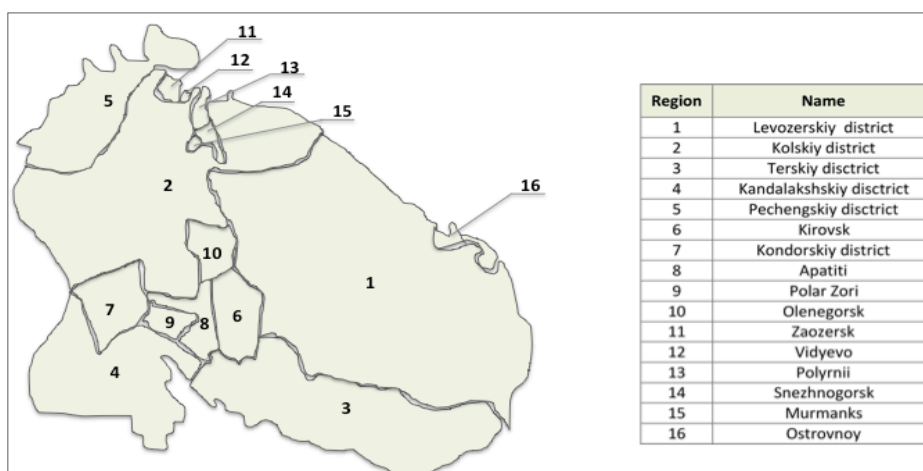 11
12
13
14
15
5
2
16
10
1
7
9
8
6
4
3
Region Name
1 Levozerskiy district
2 Kolskiy district
3 Terskiy disctrict
4 Kandalakshskiy disctrict
5 Pechengskiy disctrict
6 Kirovsk
7 Kondorskiy district
8 Apatiti
9 Polar Zori
10 Olenegorsk
11 Zaozersk
12 Vidyevo
13 Polyrnii
14 Snezhnogorsk
15 Murmanks
16 Ostrovnoy